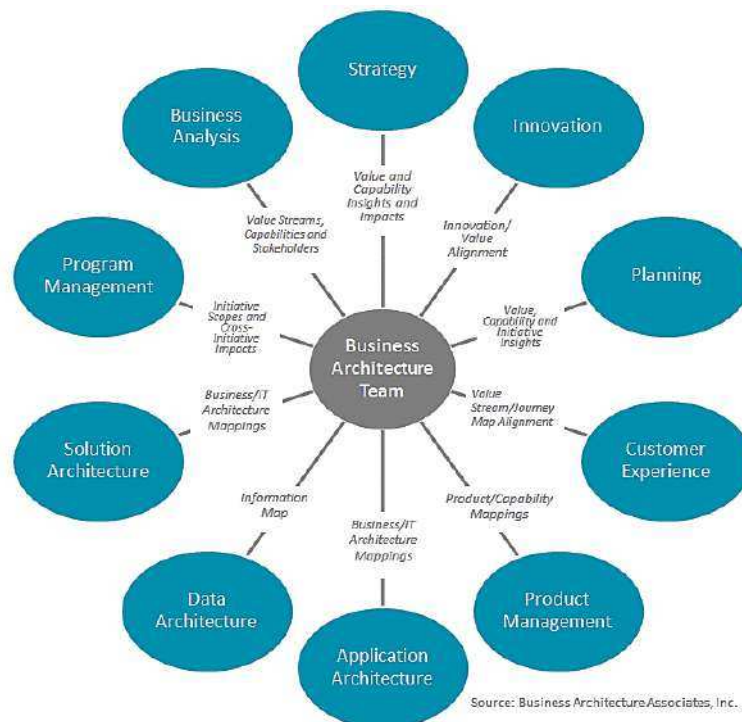 Strategy
Business
Analysis
Innovation
Value and
Capability
Insights and
Impacts
Value Streams,
Capabilities and
Stakeholders
Innovation/
Value
Alignment
Program
Management
Planning
Initiative
Scopes and
Cross-
Initiative
Impacts
Value,
Capability and
Initiative
Insights
Business
Architecture
Team
Business/IT
Architecture
Mappings
Value
Stream/Journey
Map Alignment
Solution
Architecture
Customer
Experience
Information
Map
Business/IT
Architecture
Mappings
Product/Capability
Mappings
Data
Architecture
Product
Management
Application
Architecture
Source: Business Architecture Associates, Inc.